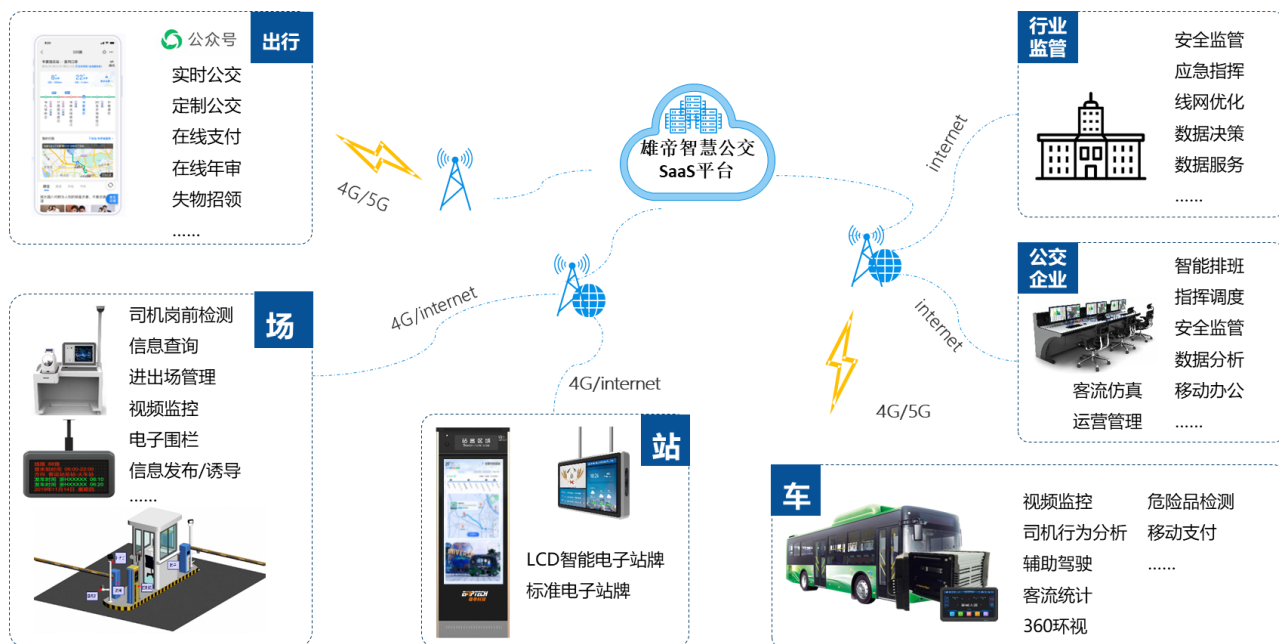 公众号
出行
实时公交
定制公交
在线支付
在线年审
失物招领
……
4G/5G
雄帝智慧公交
SaaS平台
internet
行业
监管
安全监管
应急指挥
线网优化
数据决策
数据服务
……
公交
企业
智能排班
指挥调度
安全监管
数据分析
客流仿真
移动办公
运营管理
……
internet
4G/5G
场
司机岗前检测
信息查询
进出场管理
视频监控
电子围栏
信息发布/诱导
……
4G/internet
4G/internet
站
LCD智能电子站牌
标准电子站牌
车
视频监控
危险品检测
司机行为分析
移动支付
辅助驾驶
……
客流统计
360环视